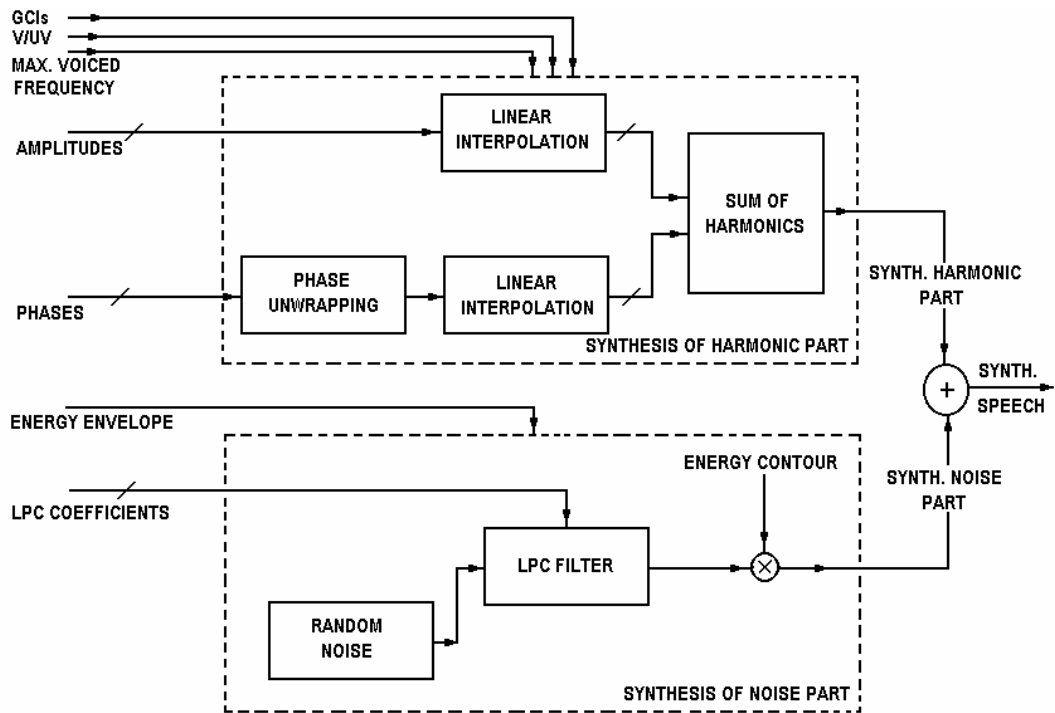 GCIs
V/UV
MAX. VOICED
FREQUENCY
AMPLITUDES
LINEAR
INTERPOLATION
SUM OF
HARMONICS
PHASES
PHASE
UNWRAPPING
LINEAR
INTERPOLATION
SYNTHESIS OF HARMONIC PART
SYNTH. HARMONIC
PART
+
SYNTH.
SPEECH
ENERGY ENVELOPE
LPC COEFFICIENTS
ENERGY CONTOUR
SYNTH. NOISE
PART
LPC FILTER
×
RANDOM
NOISE
SYNTHESIS OF NOISE PART